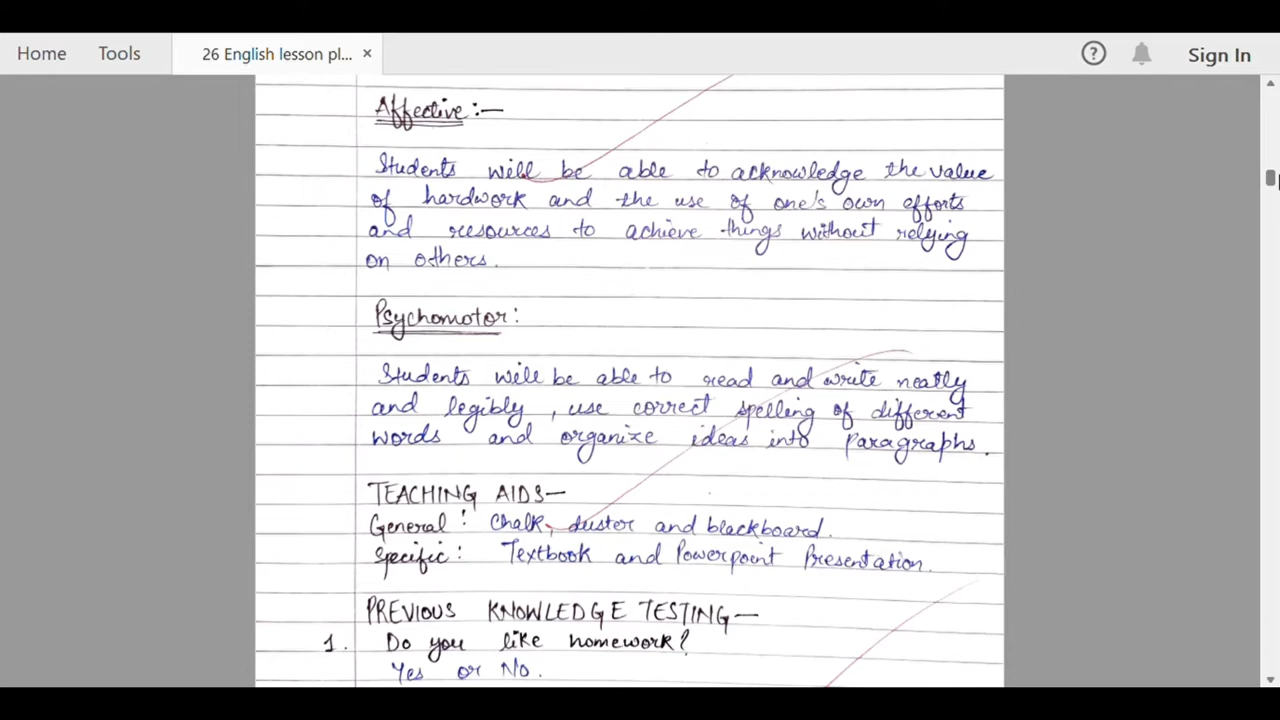 Home Tools 26 English lesson pl... × ? Sign In
Affective :-
Students will be able to acknowledge the value
of hardwork and the use of one's own efforts
and resources to achieve things without relying
on others.
Psychomotor:
Students will be able to read and write neatly
and legibly, use correct spelling of different
words and organize ideas into paragraphs.
TEACHING AIDS-
General: Chalk, duster and blackboard.
Specific: Textbook and Powerpoint Presentation.
PREVIOUS KNOWLEDGE TESTING-
1. Do you like homework?
Yes or No.